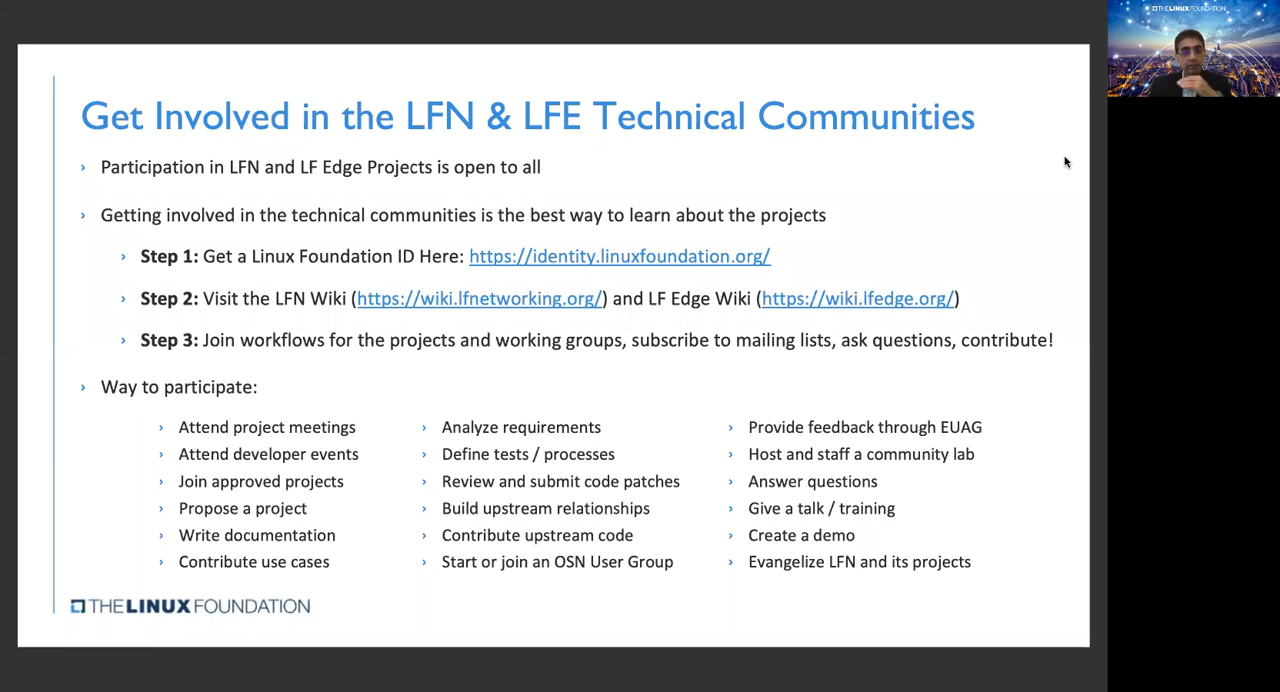 THE LINUX FOUNDATION
Get Involved in the LFN & LFE Technical Communities
› Participation in LFN and LF Edge Projects is open to all
› Getting involved in the technical communities is the best way to learn about the projects
› Step 1: Get a Linux Foundation ID Here: https://identity.linuxfoundation.org/
› Step 2: Visit the LFN Wiki (https://wiki.lfnetworking.org/) and LF Edge Wiki (https://wiki.lfedge.org/)
› Step 3: Join workflows for the projects and working groups, subscribe to mailing lists, ask questions, contribute!
› Way to participate:
› Attend project meetings
› Attend developer events
› Join approved projects
› Propose a project
› Write documentation
› Contribute use cases
› Analyze requirements
› Define tests / processes
› Review and submit code patches
› Build upstream relationships
› Contribute upstream code
› Start or join an OSN User Group
› Provide feedback through EUAG
› Host and staff a community lab
› Answer questions
› Give a talk / training
› Create a demo
› Evangelize LFN and its projects
THE LINUX FOUNDATION